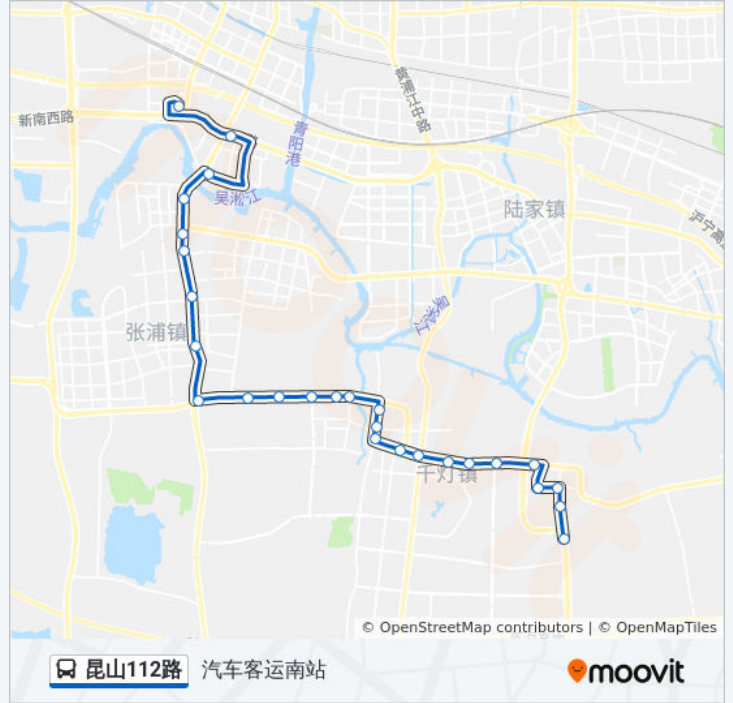 黄浦江中路
新南西路
青阳港
吴淞江
陆家镇
沪宁高
吴淞江
张浦镇
千灯镇
© OpenStreetMap contributors | © OpenMapTiles
昆山112路 汽车客运南站
moovit